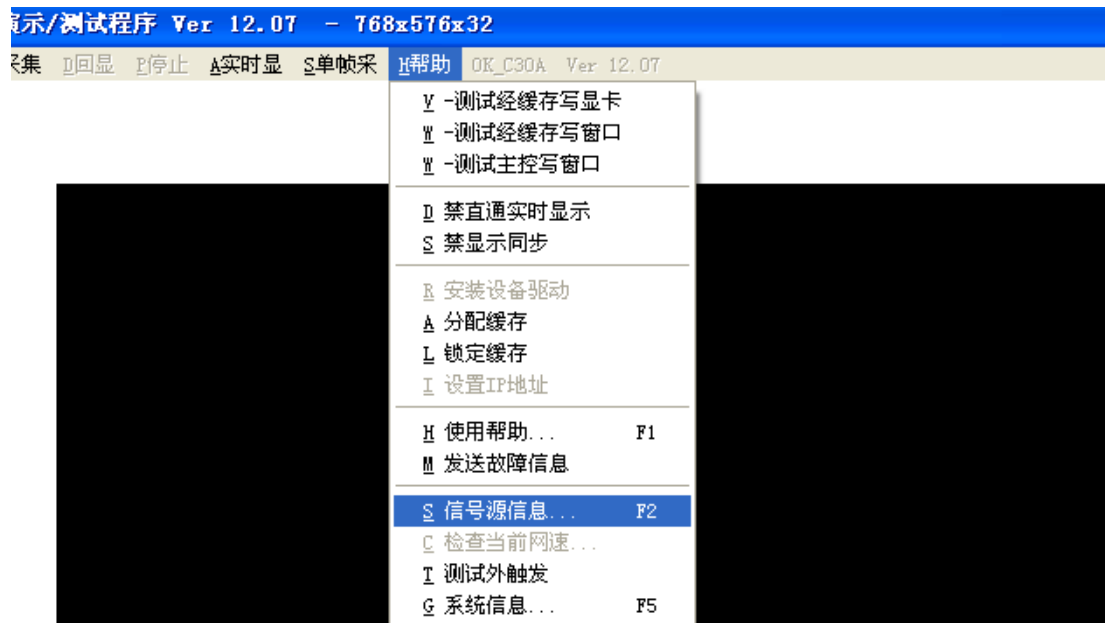 演示/测试程序 Ver 12.07 - 768x576x32
采集 D回显 P停止 A实时显 S单帧采 H帮助 OK_C30A Ver 12.07
V -测试经缓存写显卡
W -测试经缓存写窗口
W -测试主控写窗口
D 禁直通实时显示
S 禁显示同步
R 安装设备驱动
A 分配缓存
L 锁定缓存
I 设置IP地址
H 使用帮助... F1
M 发送故障信息
S 信号源信息... F2
C 检查当前网速...
T 测试外触发
G 系统信息... F5